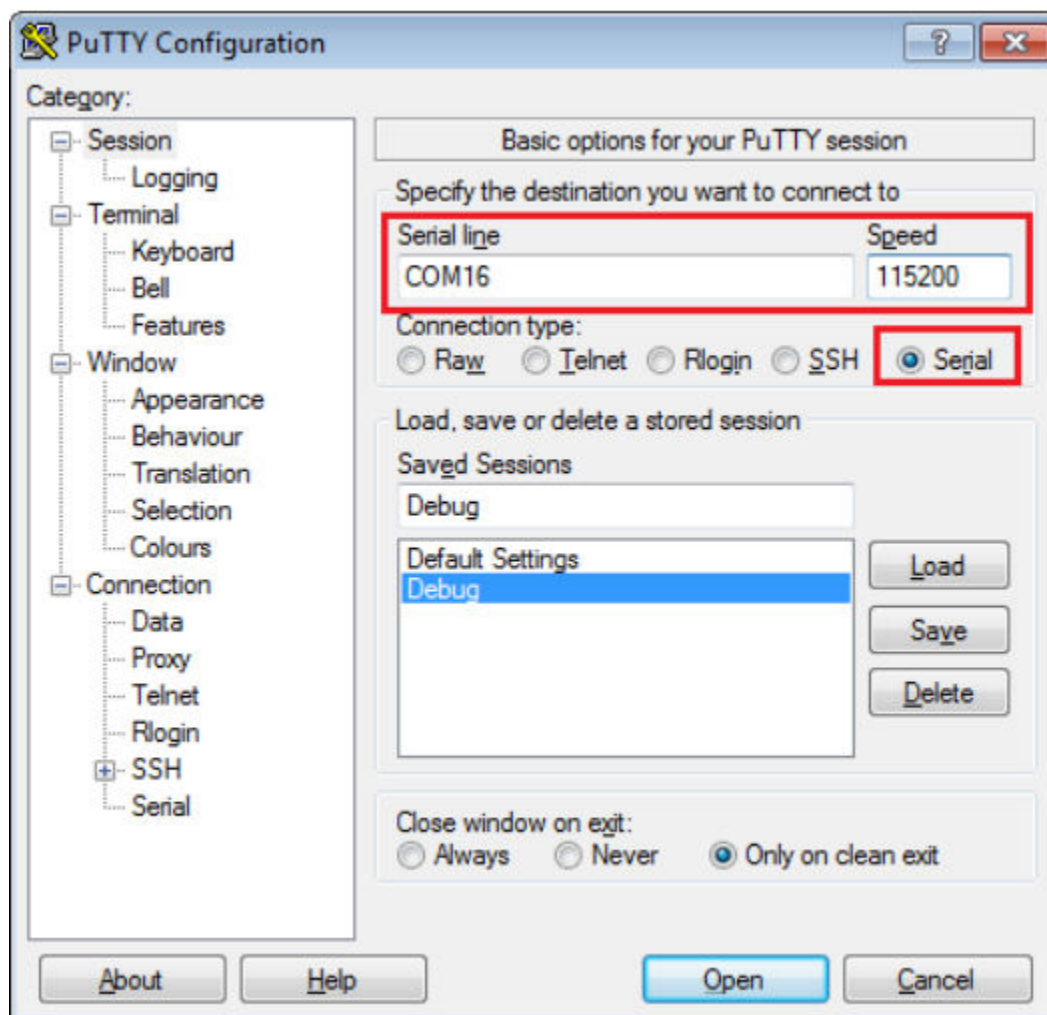 PuTTY Configuration
Category:
Session
Logging
Terminal
Keyboard
Bell
Features
Window
Appearance
Behaviour
Translation
Selection
Colours
Connection
Data
Proxy
Telnet
Rlogin
SSH
Serial
Basic options for your PuTTY session
Specify the destination you want to connect to
Serial line Speed
COM16 115200
Connection type:
Raw Telnet Rlogin SSH Serial
Load, save or delete a stored session
Saved Sessions
Debug
Default Settings
Debug
Load
Save
Delete
Close window on exit:
Always Never Only on clean exit
About Help Open Cancel